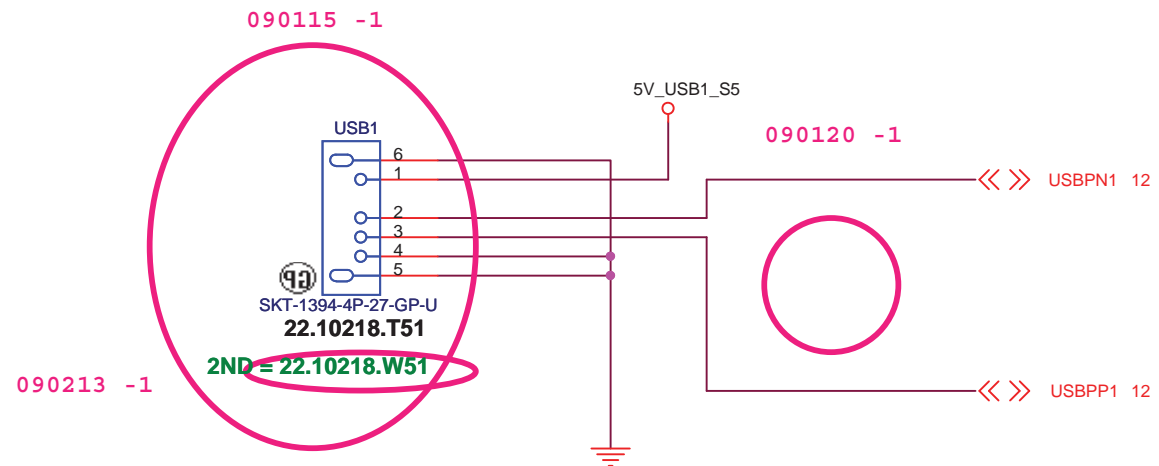 090115 -1
5V_USB1_S5
USB1
090120 -1
6
1
USBPN1 12
2
3
4
5
GP
SKT-1394-4P-27-GP-U
22.10218.T51
2ND = 22.10218.W51
090213 -1
USBPP1 12